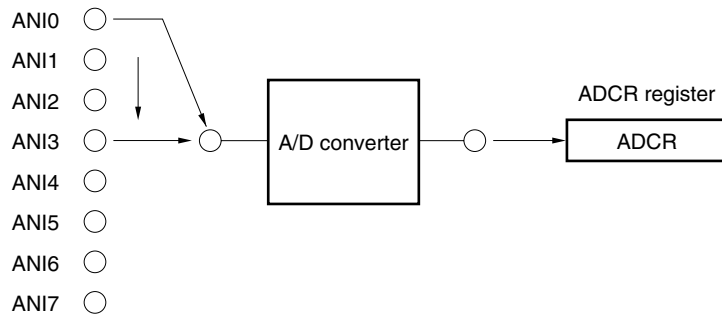 ANI0
ANI1
ANI2
ANI3
ANI4
ANI5
ANI6
ANI7
A/D converter
ADCR register
ADCR